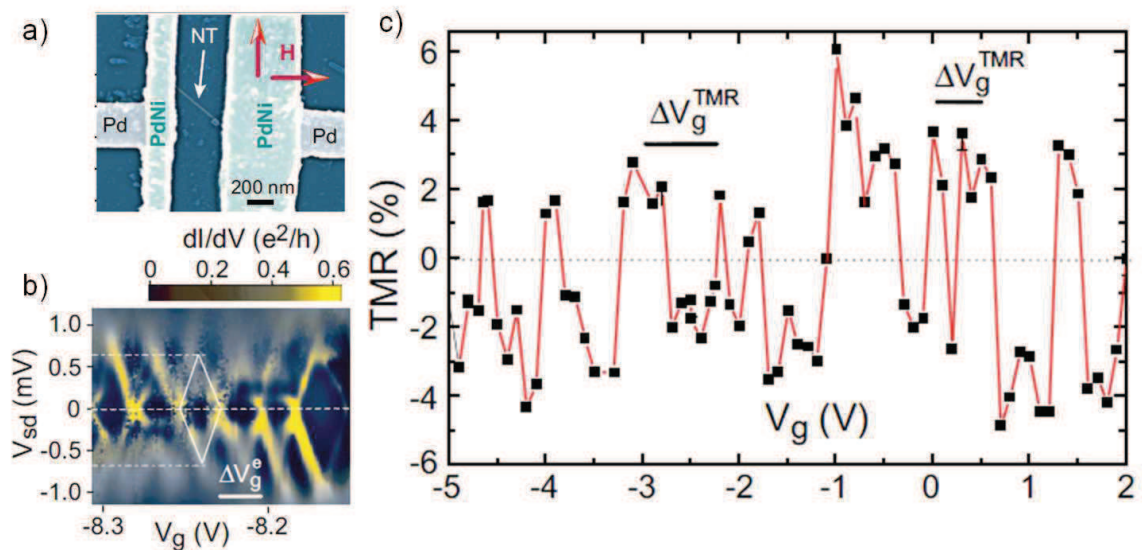 a)
NT
H
Pd
PdNi
PdNi
Pd
200 nm
dI/dV (e²/h)
0 0.2 0.4 0.6
b)
1.0
0.5
0
-0.5
-1.0
V_sd (mV)
ΔV_g^e
-8.3 -8.2
V_g (V)
c)
6
4
2
0
-2
-4
-6
TMR (%)
ΔV_g^TMR
ΔV_g^TMR
V_g (V)
-5 -4 -3 -2 -1 0 1 2